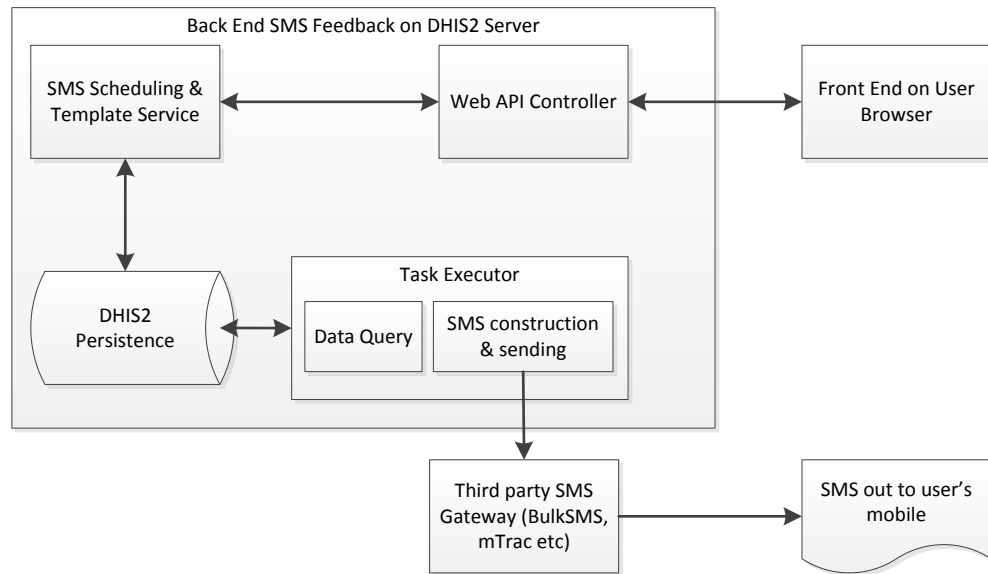 Back End SMS Feedback on DHIS2 Server
SMS Scheduling &
Template Service
Web API Controller
Front End on User
Browser
DHIS2
Persistence
Task Executor
Data Query
SMS construction
& sending
Third party SMS
Gateway (BulkSMS,
mTrac etc)
SMS out to user’s
mobile